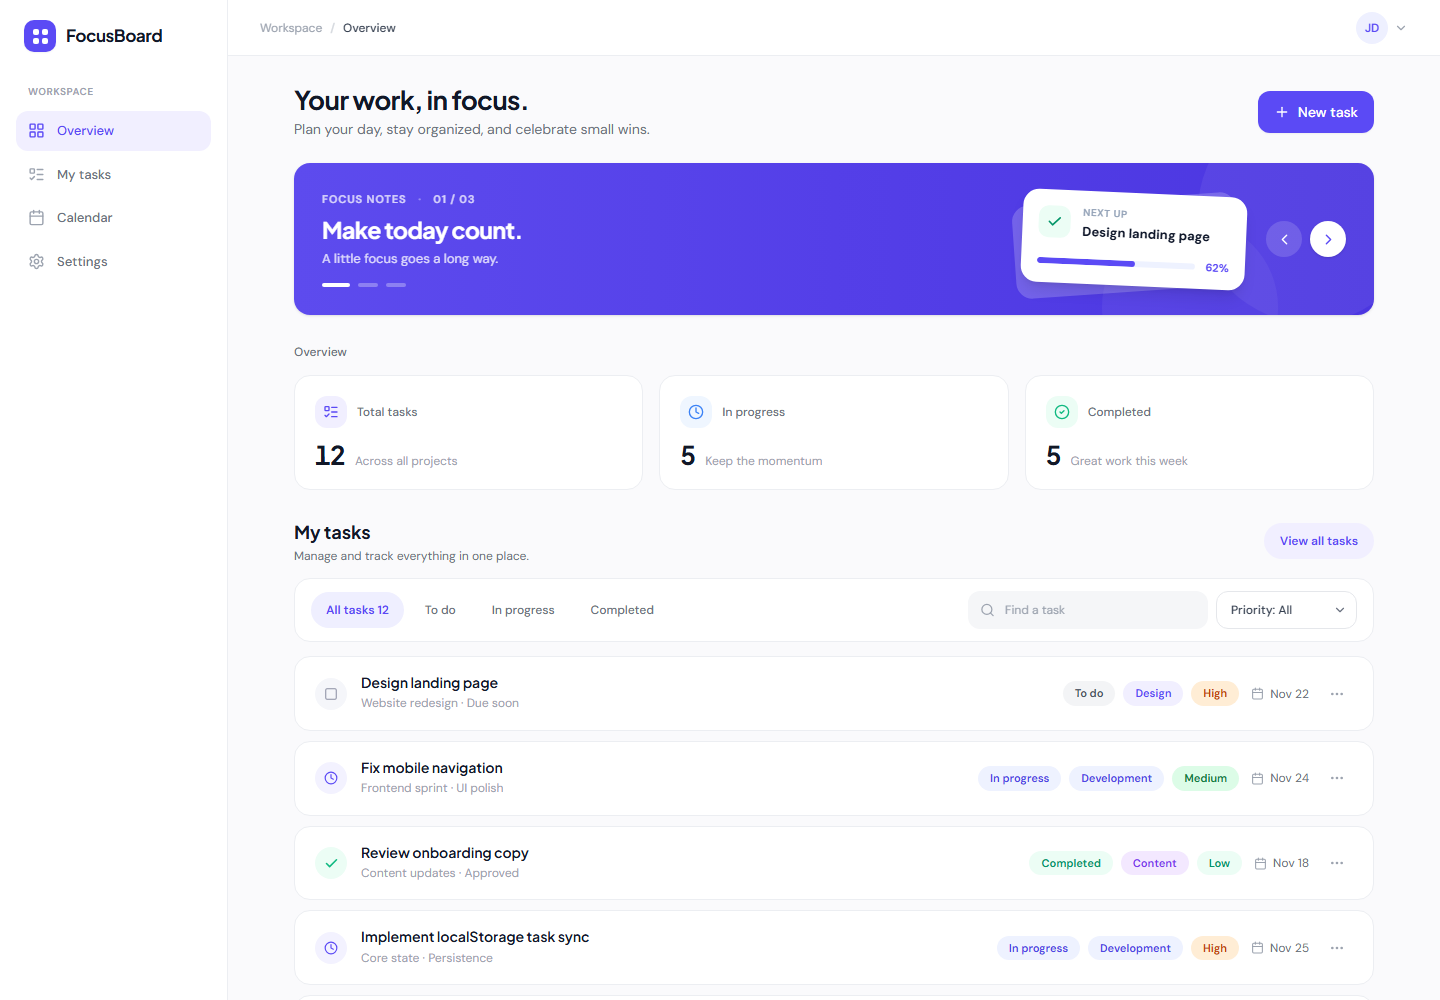 FocusBoard
Workspace / Overview
JD
WORKSPACE
Overview
My tasks
Calendar
Settings
Your work, in focus.
Plan your day, stay organized, and celebrate small wins.
New task
FOCUS NOTES · 01 / 03
Make today count.
A little focus goes a long way.
NEXT UP
Design landing page
62%
Overview
Total tasks
12 Across all projects
In progress
5 Keep the momentum
Completed
5 Great work this week
My tasks
Manage and track everything in one place.
View all tasks
All tasks 12 To do In progress Completed
Find a task
Priority: All
Design landing page
Website redesign · Due soon
To do Design High Nov 22
Fix mobile navigation
Frontend sprint · UI polish
In progress Development Medium Nov 24
Review onboarding copy
Content updates · Approved
Completed Content Low Nov 18
Implement localStorage task sync
Core state · Persistence
In progress Development High Nov 25